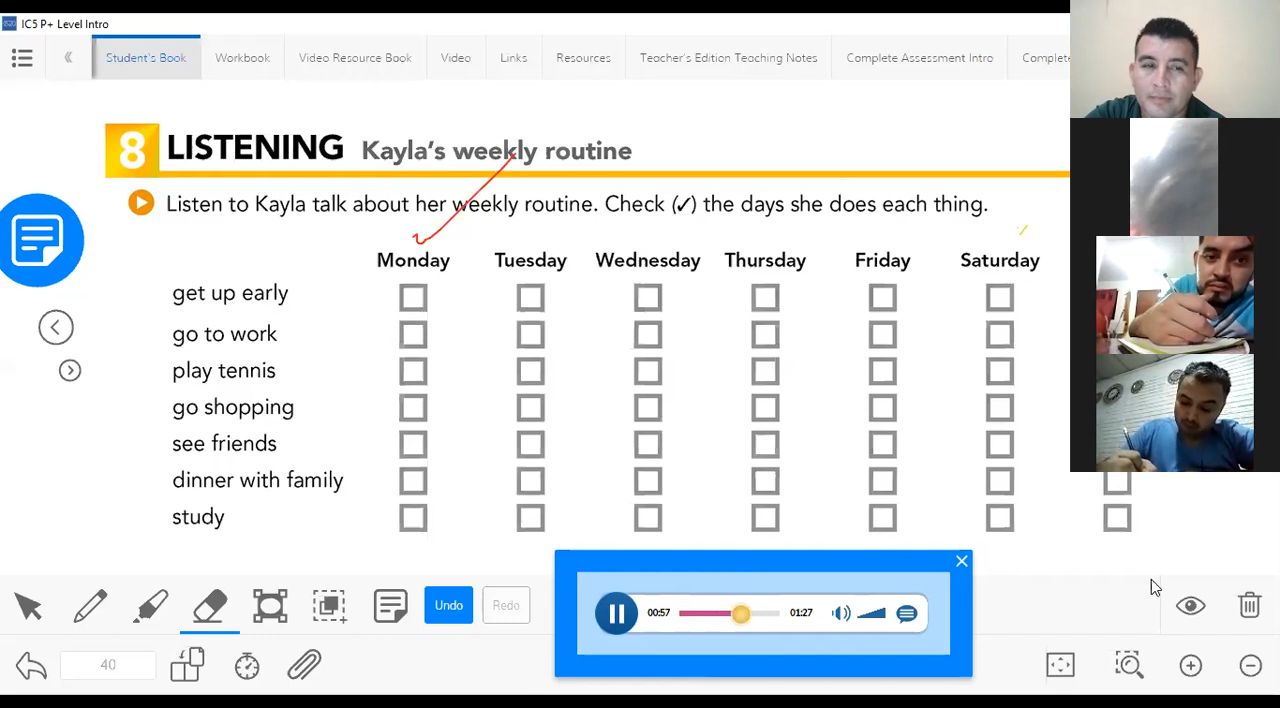 IC5 P+ Level Intro
Student's Book Workbook Video Resource Book Video Links Resources Teacher's Edition Teaching Notes Complete Assessment Intro Complete
8 LISTENING Kayla's weekly routine
Listen to Kayla talk about her weekly routine. Check (✓) the days she does each thing.
Monday Tuesday Wednesday Thursday Friday Saturday
get up early
go to work
play tennis
go shopping
see friends
dinner with family
study
Undo Redo 00:57 01:27
40